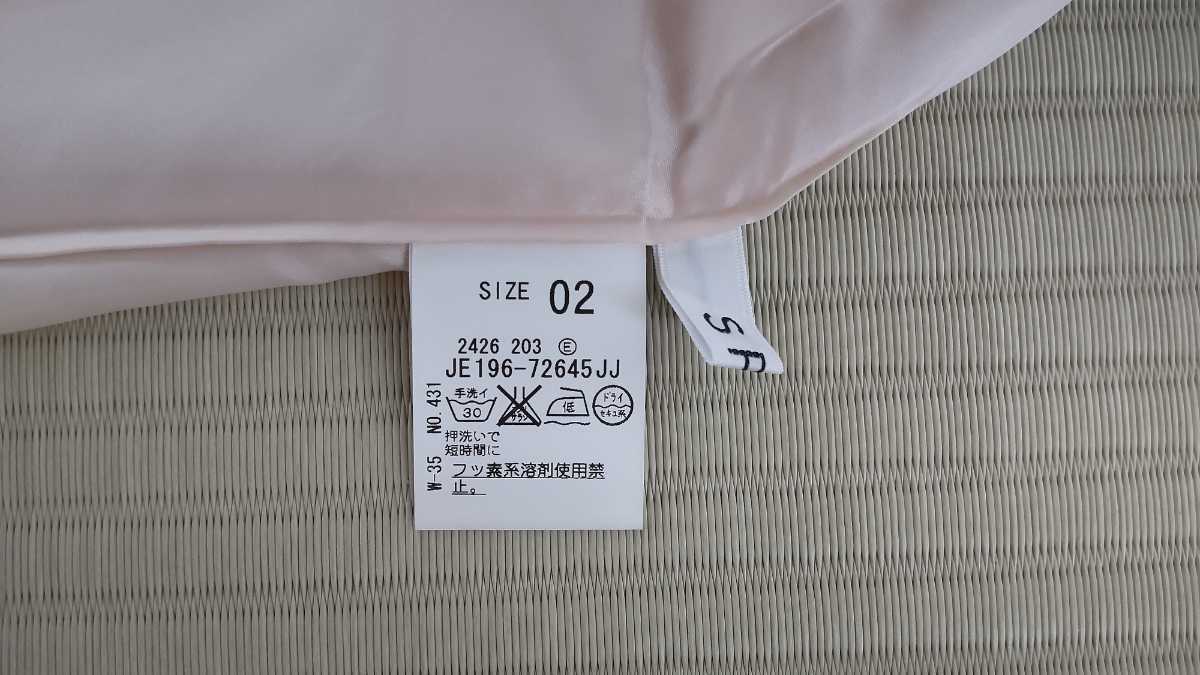 SIZE 02
2426 203 Ⓔ
JE196-72645JJ
手洗イ
30
低
ドライ
セキユ系
押洗いで
短時間に
フッ素系溶剤使用禁
止。
W-35 NO.431
S